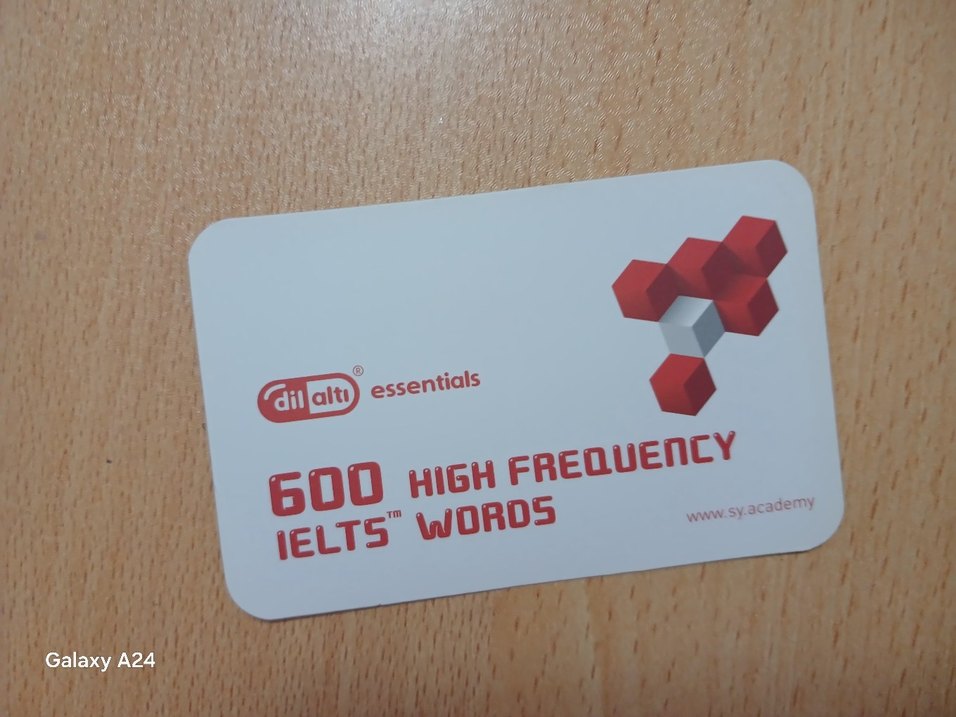 dil altı® essentials
600 HIGH FREQUENCY
IELTS™ WORDS
www.sy.academy
Galaxy A24